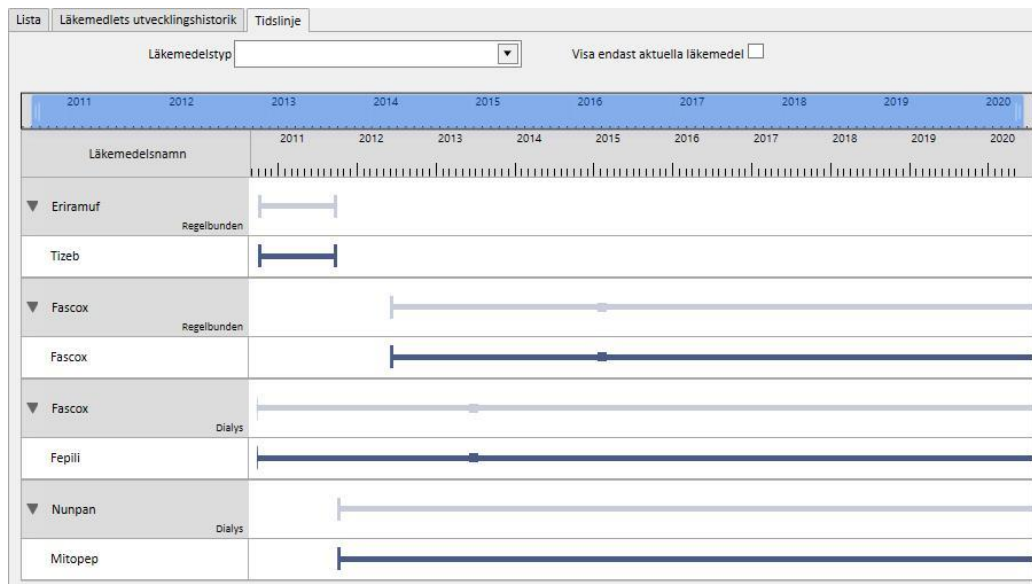 Lista Läkemedlets utvecklingshistorik Tidslinje
Läkemedelstyp Visa endast aktuella läkemedel
2011 2012 2013 2014 2015 2016 2017 2018 2019 2020
Läkemedelsnamn 2011 2012 2013 2014 2015 2016 2017 2018 2019 2020
Eriramuf
Regelbunden
Tizeb
Fascox
Regelbunden
Fascox
Fascox
Dialys
Fepili
Nunpan
Dialys
Mitopep